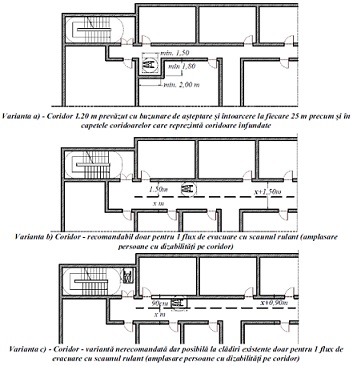 min. 1,50
min 1,80
min. 2,00 m
Varianta a) - Coridor 1.20 m prevăzut cu buzunare de așteptare și întoarcere la fiecare 25 m precum și în
capetele coridoarelor care reprezintă coridoare înfundate
1.50m
x m
x+1,50m
Varianta b) Coridor - recomandabil doar pentru 1 flux de evacuare cu scaunul rulant (amplasare
persoane cu dizabilități pe coridor)
90cm
x m
x+0,90m
Varianta c) - Coridor - variantă nerecomandată dar posibilă la clădiri existente doar pentru 1 flux de
evacuare cu scaunul rulant (amplasare persoane cu dizabilități pe coridor)